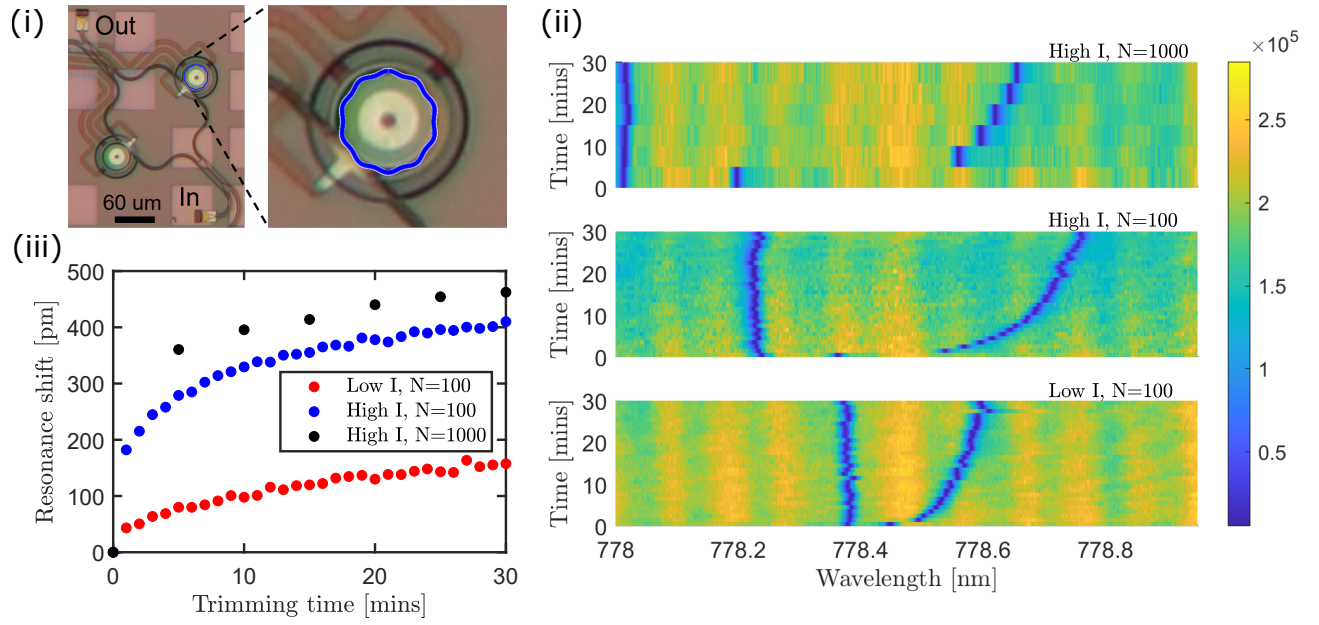 (i)
Out
In
60 um
(ii)
High I, N=1000
×10⁵
Time [mins]
30
20
10
0
High I, N=100
Time [mins]
30
20
10
0
Low I, N=100
Time [mins]
30
20
10
0
778
778.2
778.4
778.6
778.8
Wavelength [nm]
2.5
2
1.5
1
0.5
(iii)
Resonance shift [pm]
500
400
300
200
100
0
Low I, N=100
High I, N=100
High I, N=1000
0
10
20
30
Trimming time [mins]